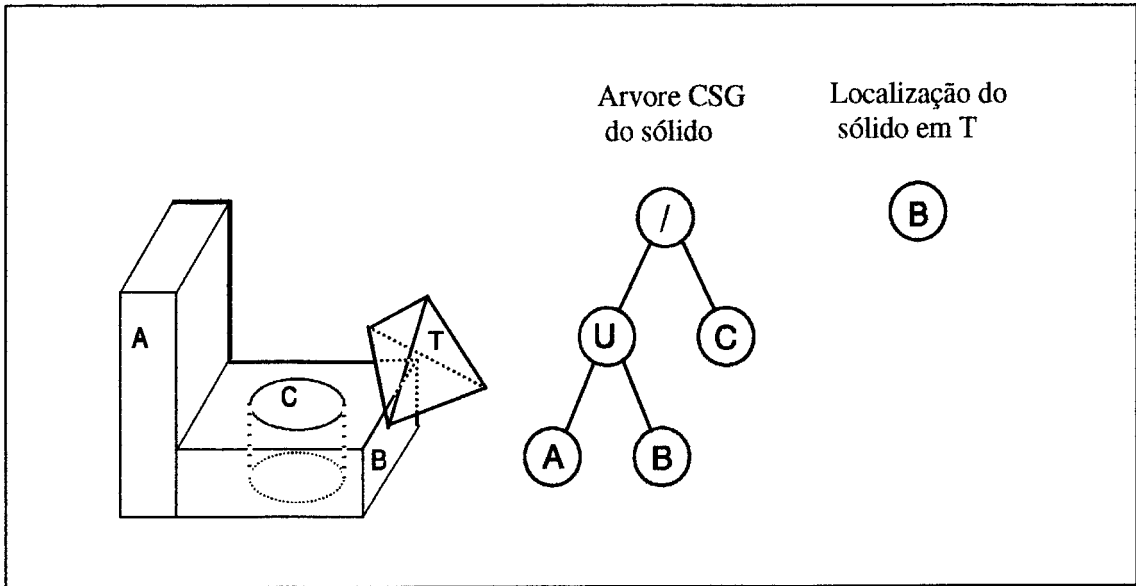 Arvore CSG
do sólido
Localização do
sólido em T
/
B
U
C
A
B
A
T
C
B